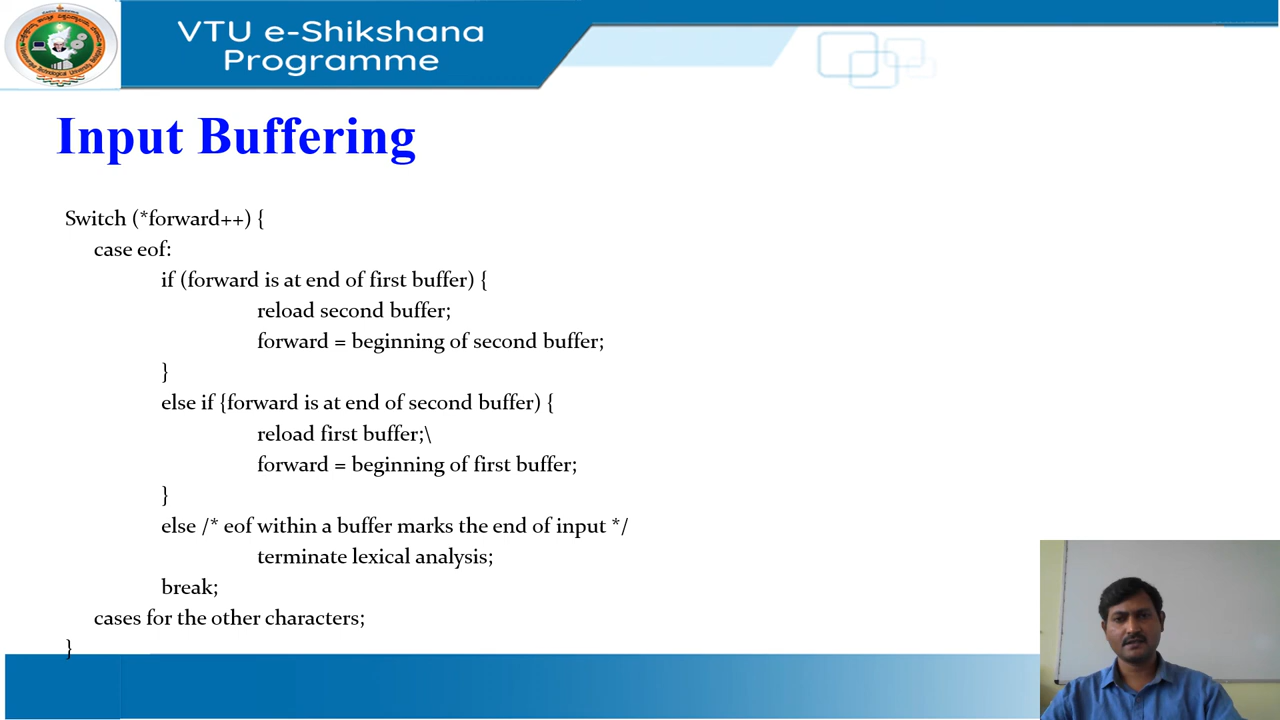 VTU e-Shikshana
Programme
Input Buffering
Switch (*forward++) {
case eof:
if (forward is at end of first buffer) {
reload second buffer;
forward = beginning of second buffer;
}
else if {forward is at end of second buffer) {
reload first buffer;\
forward = beginning of first buffer;
}
else /* eof within a buffer marks the end of input */
terminate lexical analysis;
break;
cases for the other characters;
}